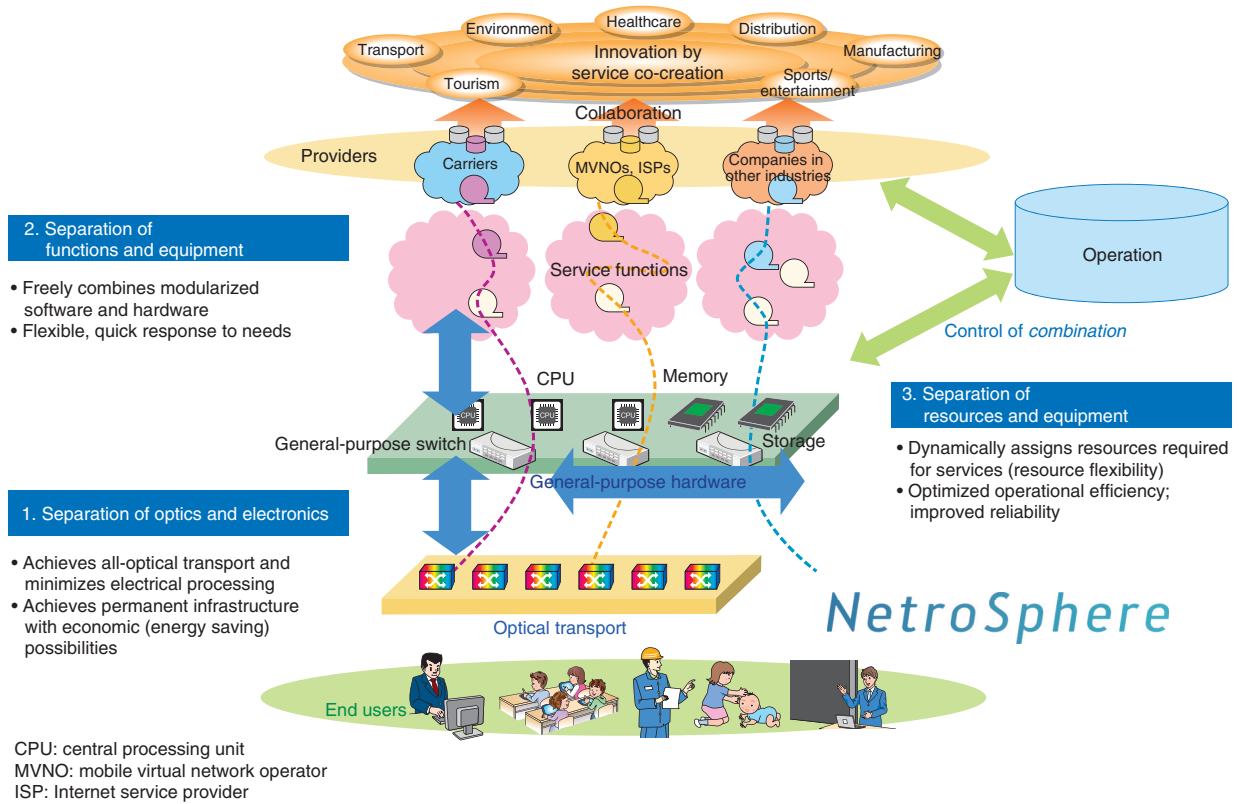 Healthcare
Environment
Distribution
Transport
Innovation by
service co-creation
Manufacturing
Tourism
Sports/
entertainment
Collaboration
Providers
Carriers
MVNOs, ISPs
Companies in
other industries
2. Separation of
functions and equipment
• Freely combines modularized
software and hardware
• Flexible, quick response to needs
Service functions
Operation
Control of combination
CPU
Memory
CPU
CPU
CPU
General-purpose switch
Storage
General-purpose hardware
3. Separation of
resources and equipment
• Dynamically assigns resources required
for services (resource flexibility)
• Optimized operational efficiency;
improved reliability
1. Separation of optics and electronics
• Achieves all-optical transport and
minimizes electrical processing
• Achieves permanent infrastructure
with economic (energy saving)
possibilities
Optical transport
NetroSphere
End users
CPU: central processing unit
MVNO: mobile virtual network operator
ISP: Internet service provider